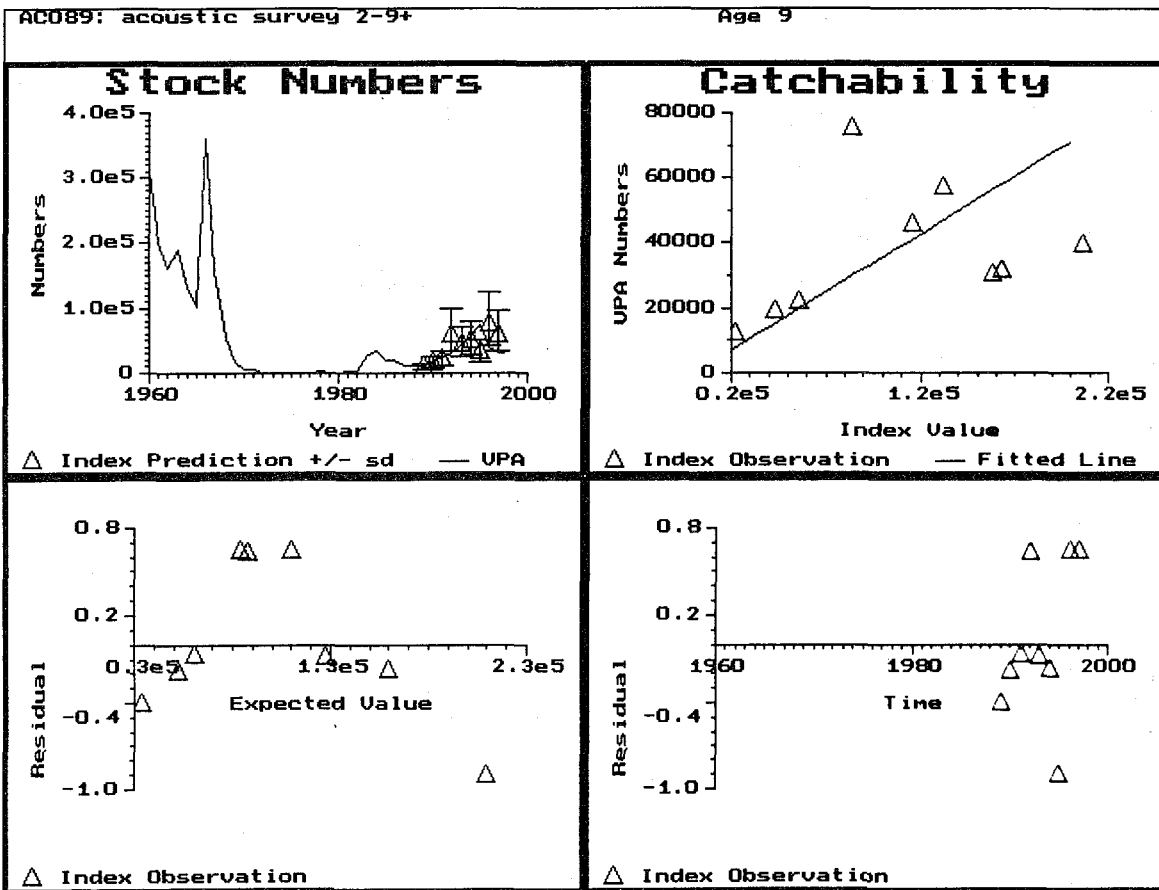 ACO89: acoustic survey 2-9+ Age 9
Stock Numbers
4.0e5
3.0e5
2.0e5
1.0e5
0
Numbers
1960 1980 2000
Year
△ Index Prediction +/- sd — VPA
Catchability
80000
60000
40000
20000
0
VPA Numbers
0.2e5 1.2e5 2.2e5
Index Value
△ Index Observation — Fitted Line
0.8
0.2
-0.4
-1.0
Residual
0.3e5 1.3e5 2.3e5
Expected Value
△ Index Observation
0.8
0.2
-0.4
-1.0
Residual
1960 1980 2000
Time
△ Index Observation